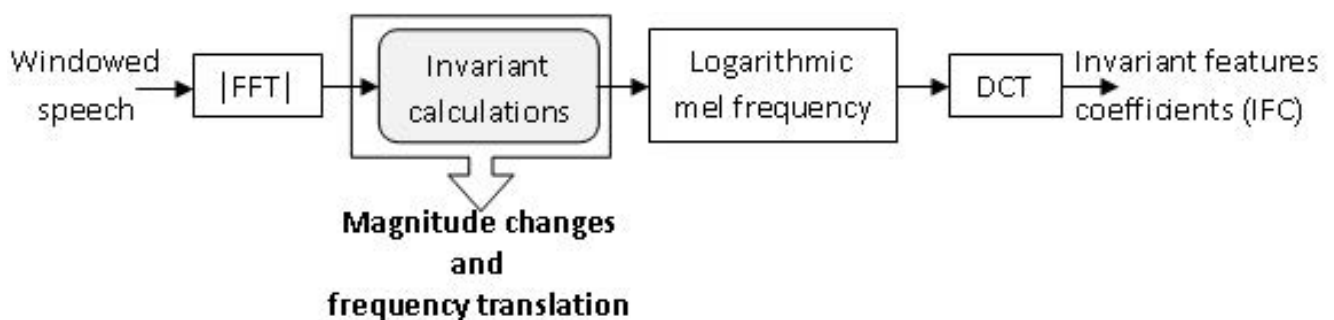 Windowed
speech
|FFT|
Invariant
calculations
Logarithmic
mel frequency
DCT
Invariant features
coefficients (IFC)
Magnitude changes
and
frequency translation